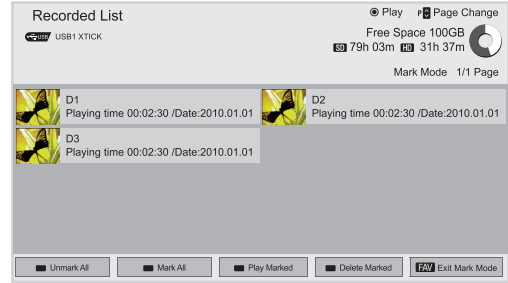 Recorded List
Play P Page Change
USB USB1 XTICK
Free Space 100GB
SD 79h 03m HD 31h 37m
Mark Mode 1/1 Page
D1
Playing time 00:02:30 /Date:2010.01.01
D2
Playing time 00:02:30 /Date:2010.01.01
D3
Playing time 00:02:30 /Date:2010.01.01
Unmark All
Mark All
Play Marked
Delete Marked
FAV Exit Mark Mode